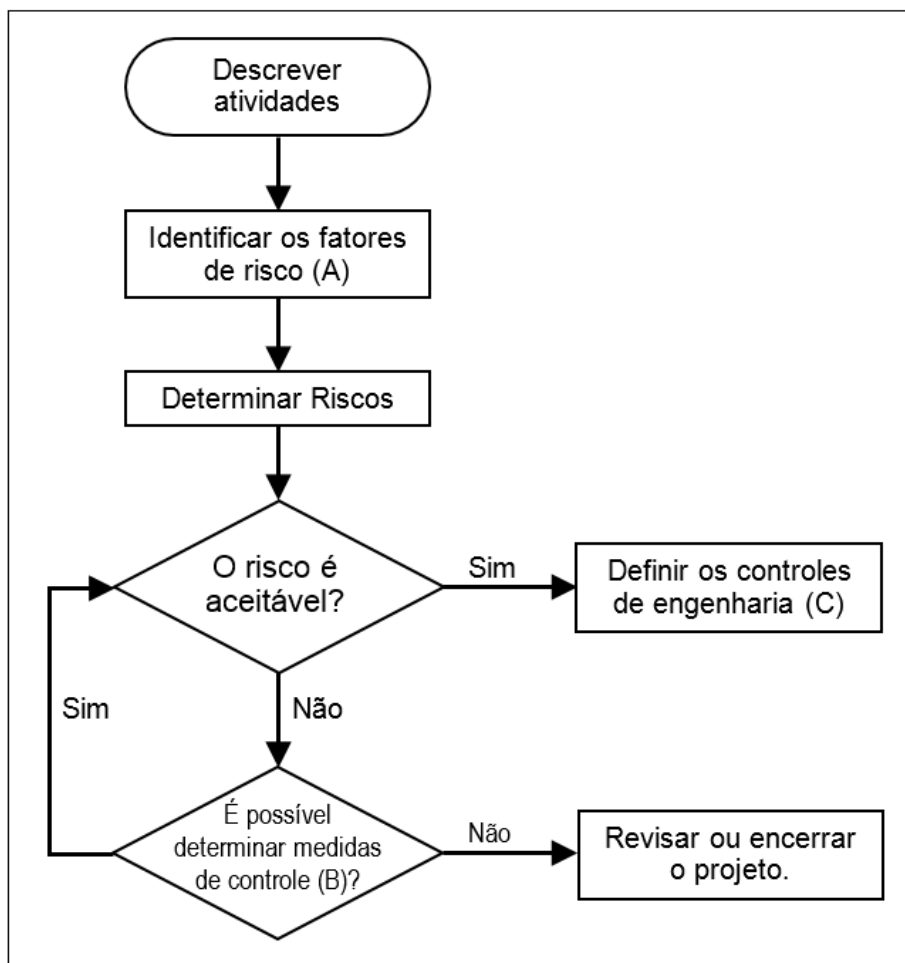 Descrever
atividades
Identificar os fatores
de risco (A)
Determinar Riscos
O risco é
aceitável?
Sim
Definir os controles
de engenharia (C)
Sim
Não
É possível
determinar medidas
de controle (B)?
Não
Revisar ou encerrar
o projeto.